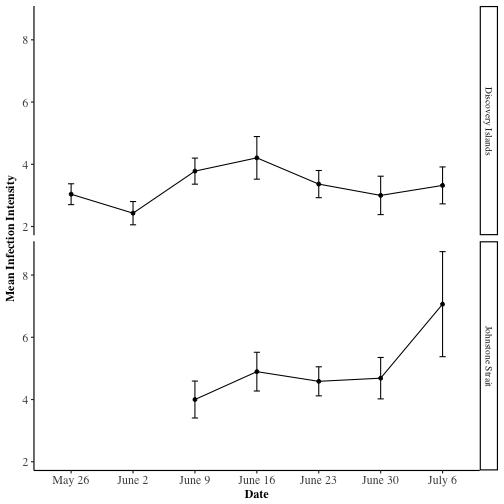 Mean Infection Intensity
8
6
4
2
Discovery Islands
8
6
4
2
Johnstone Strait
May 26 June 2 June 9 June 16 June 23 June 30 July 6
Date